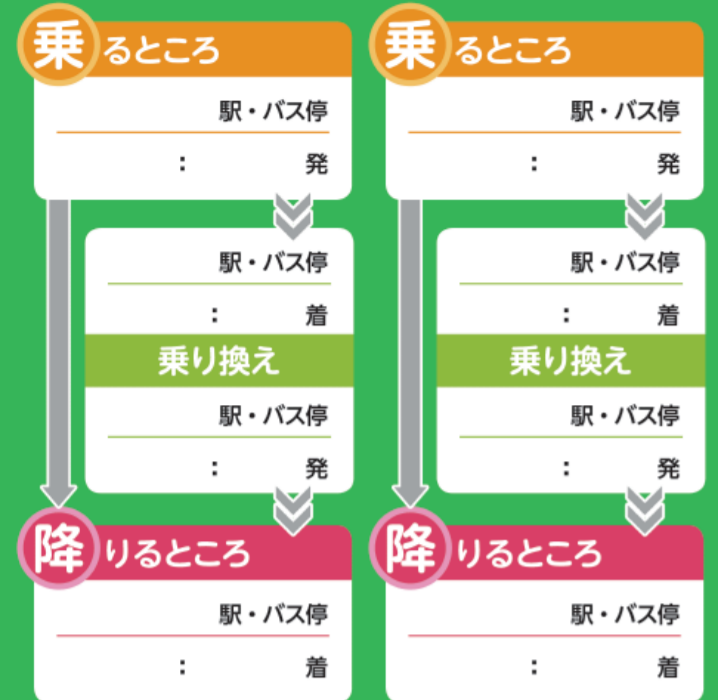 乗るところ
駅・バス停
： 発
駅・バス停
： 着
乗り換え
駅・バス停
： 発
降りるところ
駅・バス停
： 着
乗るところ
駅・バス停
： 発
駅・バス停
： 着
乗り換え
駅・バス停
： 発
降りるところ
駅・バス停
： 着